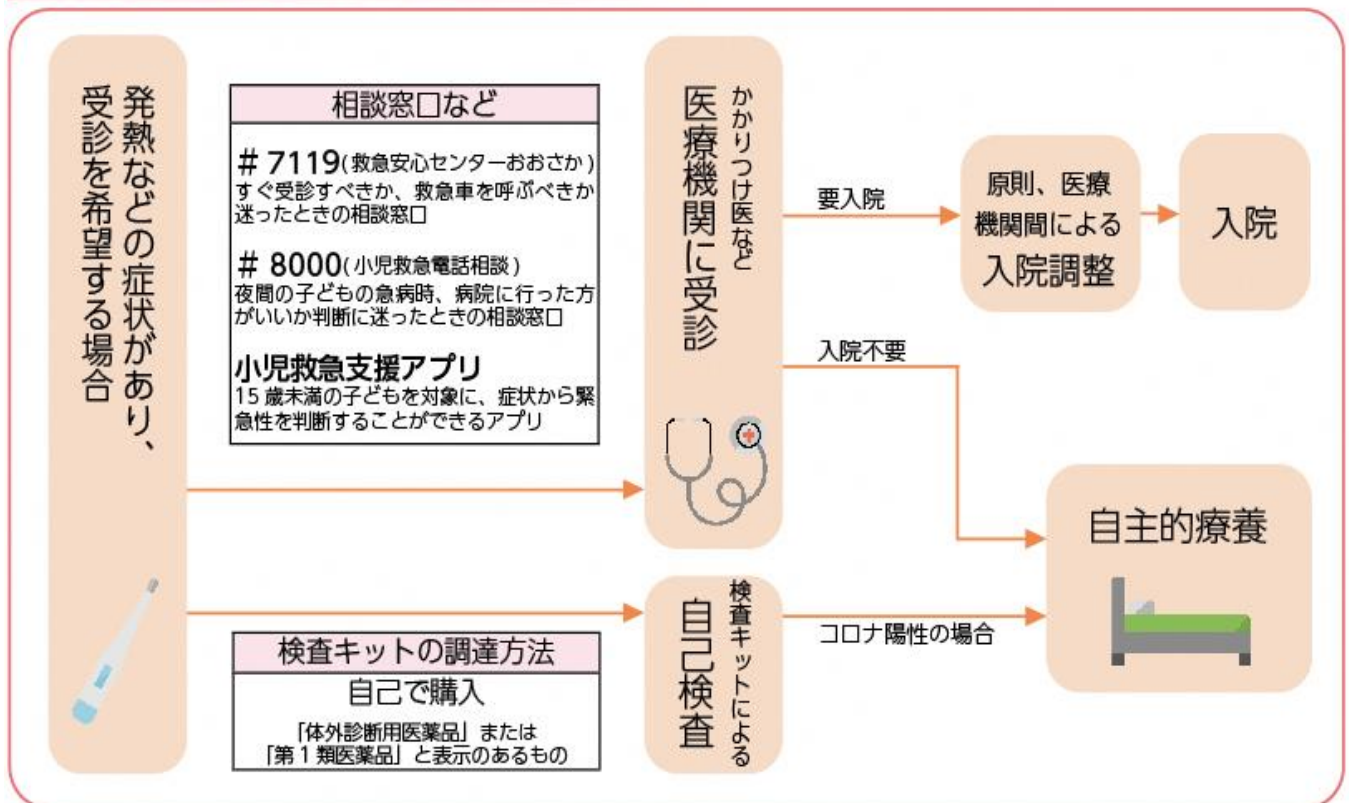 発熱などの症状があり、
受診を希望する場合
相談窓口など
# 7119(救急安心センターおおさか)
すぐ受診すべきか、救急車を呼ぶべきか
迷ったときの相談窓口
# 8000(小児救急電話相談)
夜間の子どもの急病時、病院に行った方
がいいか判断に迷ったときの相談窓口
小児救急支援アプリ
15歳未満の子どもを対象に、症状から緊
急性を判断することができるアプリ
検査キットの調達方法
自己で購入
「体外診断用医薬品」または
「第1類医薬品」と表示のあるもの
かかりつけ医など
医療機関に受診
検査キットによる
自己検査
要入院
入院不要
コロナ陽性の場合
原則、医療
機関間による
入院調整
入院
自主的療養